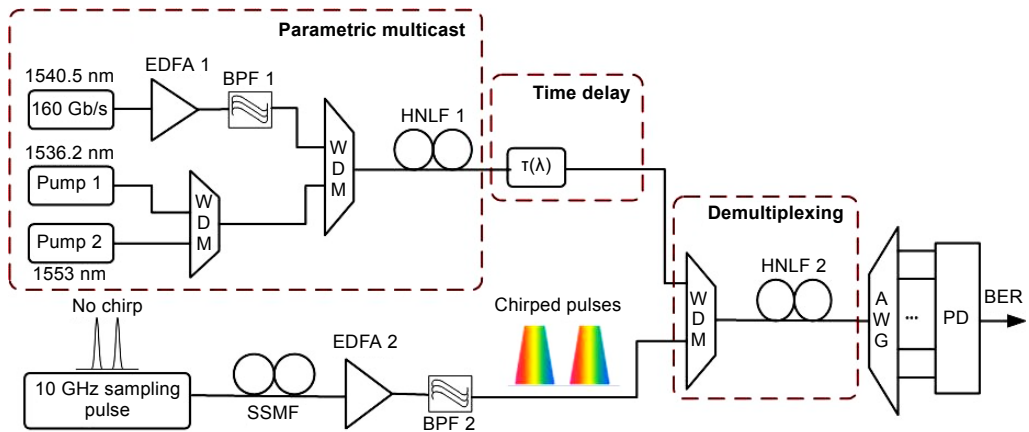 Parametric multicast
1540.5 nm
160 Gb/s
EDFA 1
BPF 1
1536.2nm
Pump 1
Pump 2
1553 nm
WDM
WDM
HNLF 1
Time delay
τ(λ)
Demultiplexing
WDM
HNLF 2
AWG
...
PD
BER
No chirp
10 GHz sampling
pulse
SSMF
EDFA 2
BPF 2
Chirped pulses